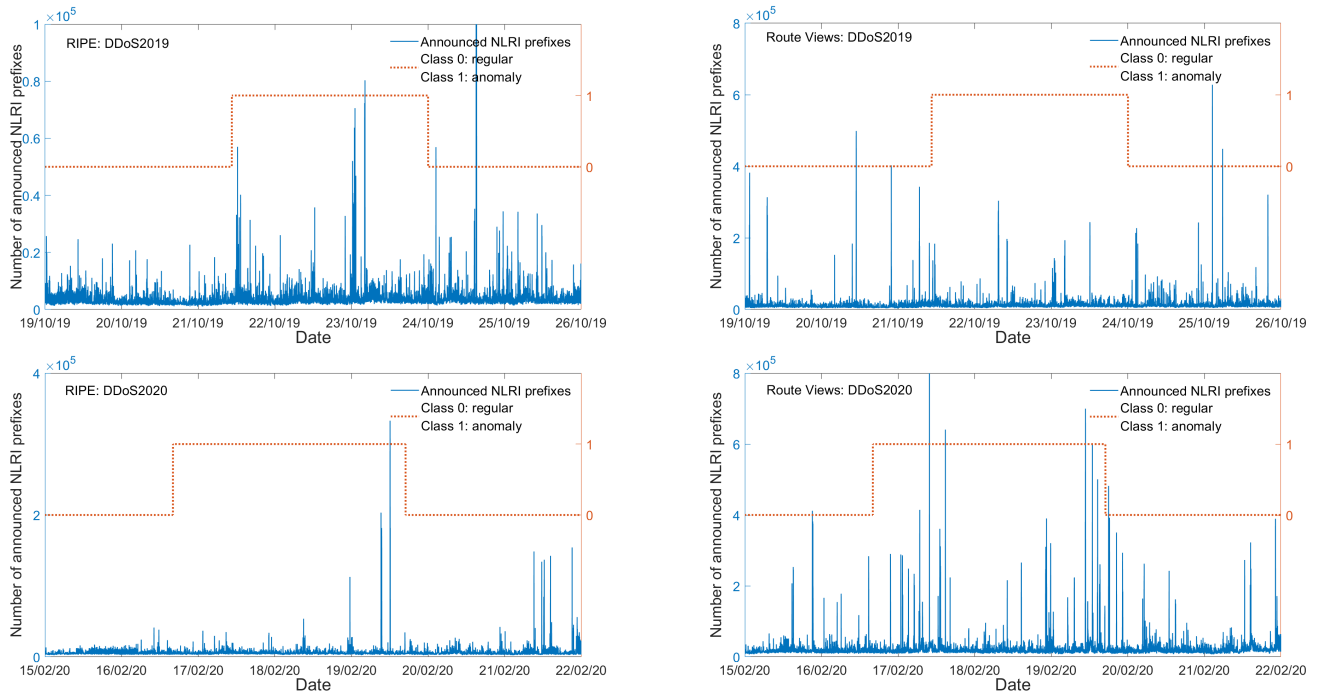 ×10^5
1
0.8
0.6
0.4
0.2
0
1
0
Number of announced NLRI prefixes
RIPE: DDoS2019
Announced NLRI prefixes
Class 0: regular
Class 1: anomaly
19/10/19 20/10/19 21/10/19 22/10/19 23/10/19 24/10/19 25/10/19 26/10/19
Date
×10^5
8
6
4
2
0
1
0
Number of announced NLRI prefixes
Route Views: DDoS2019
Announced NLRI prefixes
Class 0: regular
Class 1: anomaly
19/10/19 20/10/19 21/10/19 22/10/19 23/10/19 24/10/19 25/10/19 26/10/19
Date
×10^5
4
2
0
1
0
Number of announced NLRI prefixes
RIPE: DDoS2020
Announced NLRI prefixes
Class 0: regular
Class 1: anomaly
15/02/20 16/02/20 17/02/20 18/02/20 19/02/20 20/02/20 21/02/20 22/02/20
Date
×10^5
8
6
4
2
0
1
0
Number of announced NLRI prefixes
Route Views: DDoS2020
Announced NLRI prefixes
Class 0: regular
Class 1: anomaly
15/02/20 16/02/20 17/02/20 18/02/20 19/02/20 20/02/20 21/02/20 22/02/20
Date